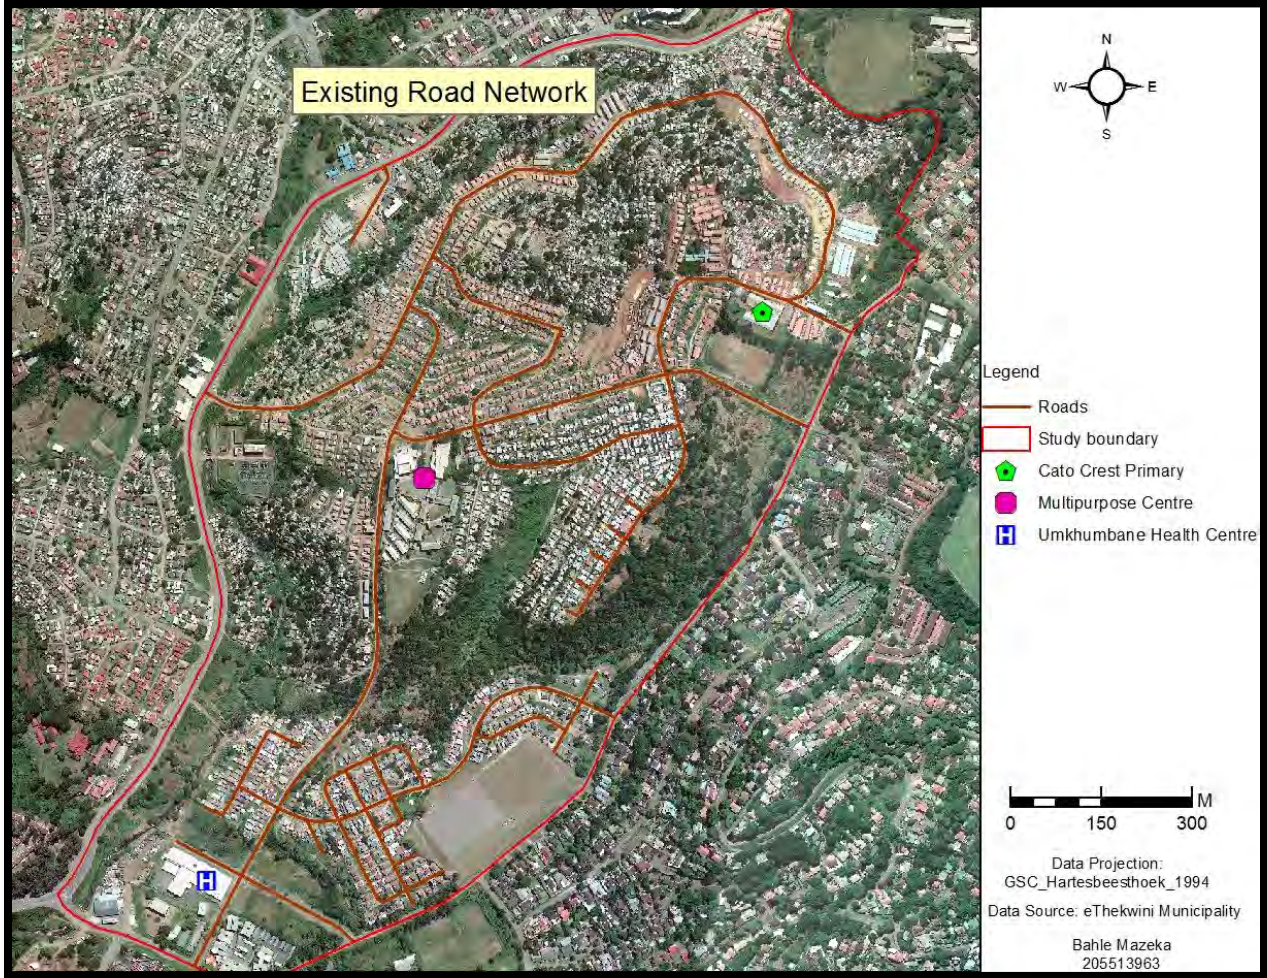 Existing Road Network
N
W
E
S
Legend
Roads
Study boundary
Cato Crest Primary
Multipurpose Centre
H Umkhumbane Health Centre
M
0 150 300
Data Projection:
GSC_Hartesbeesthoek_1994
Data Source: eThekwini Municipality
Bahle Mazeka
205513963
H